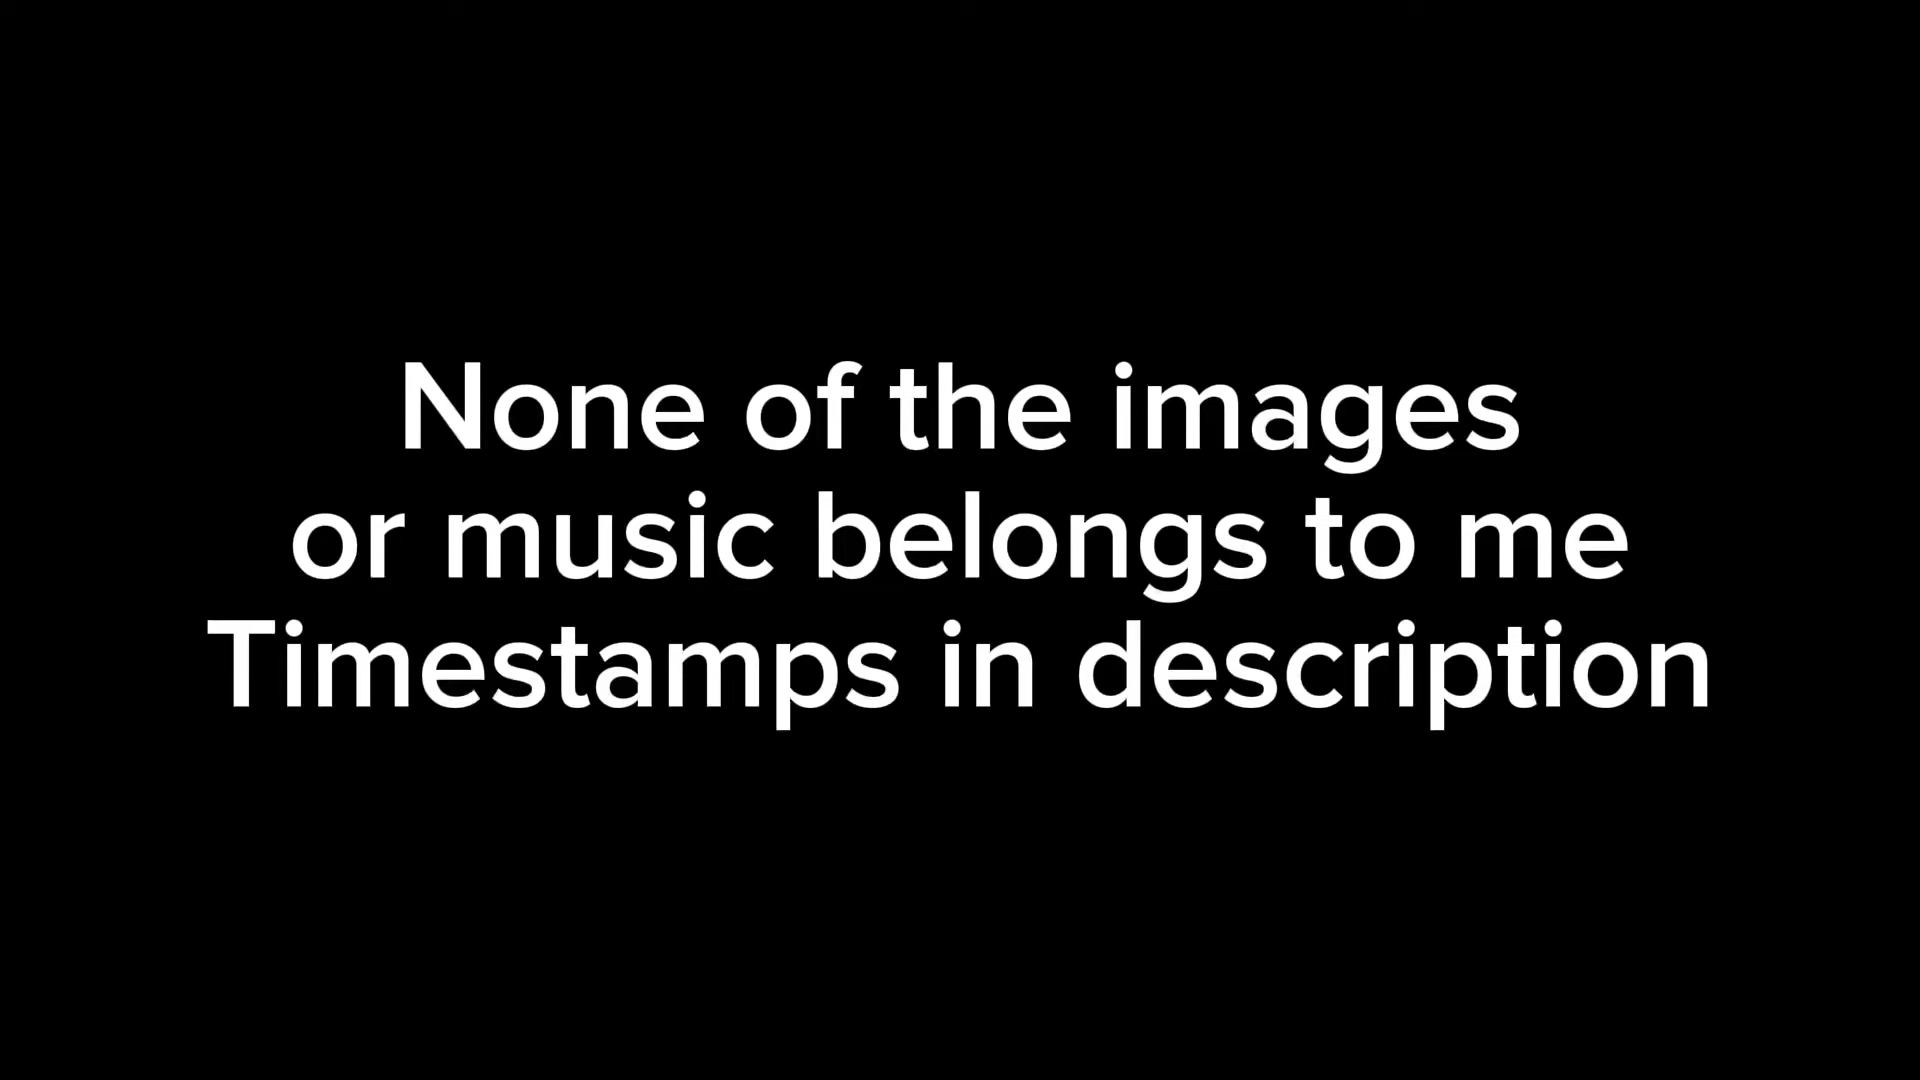 None of the images
or music belongs to me
Timestamps in description